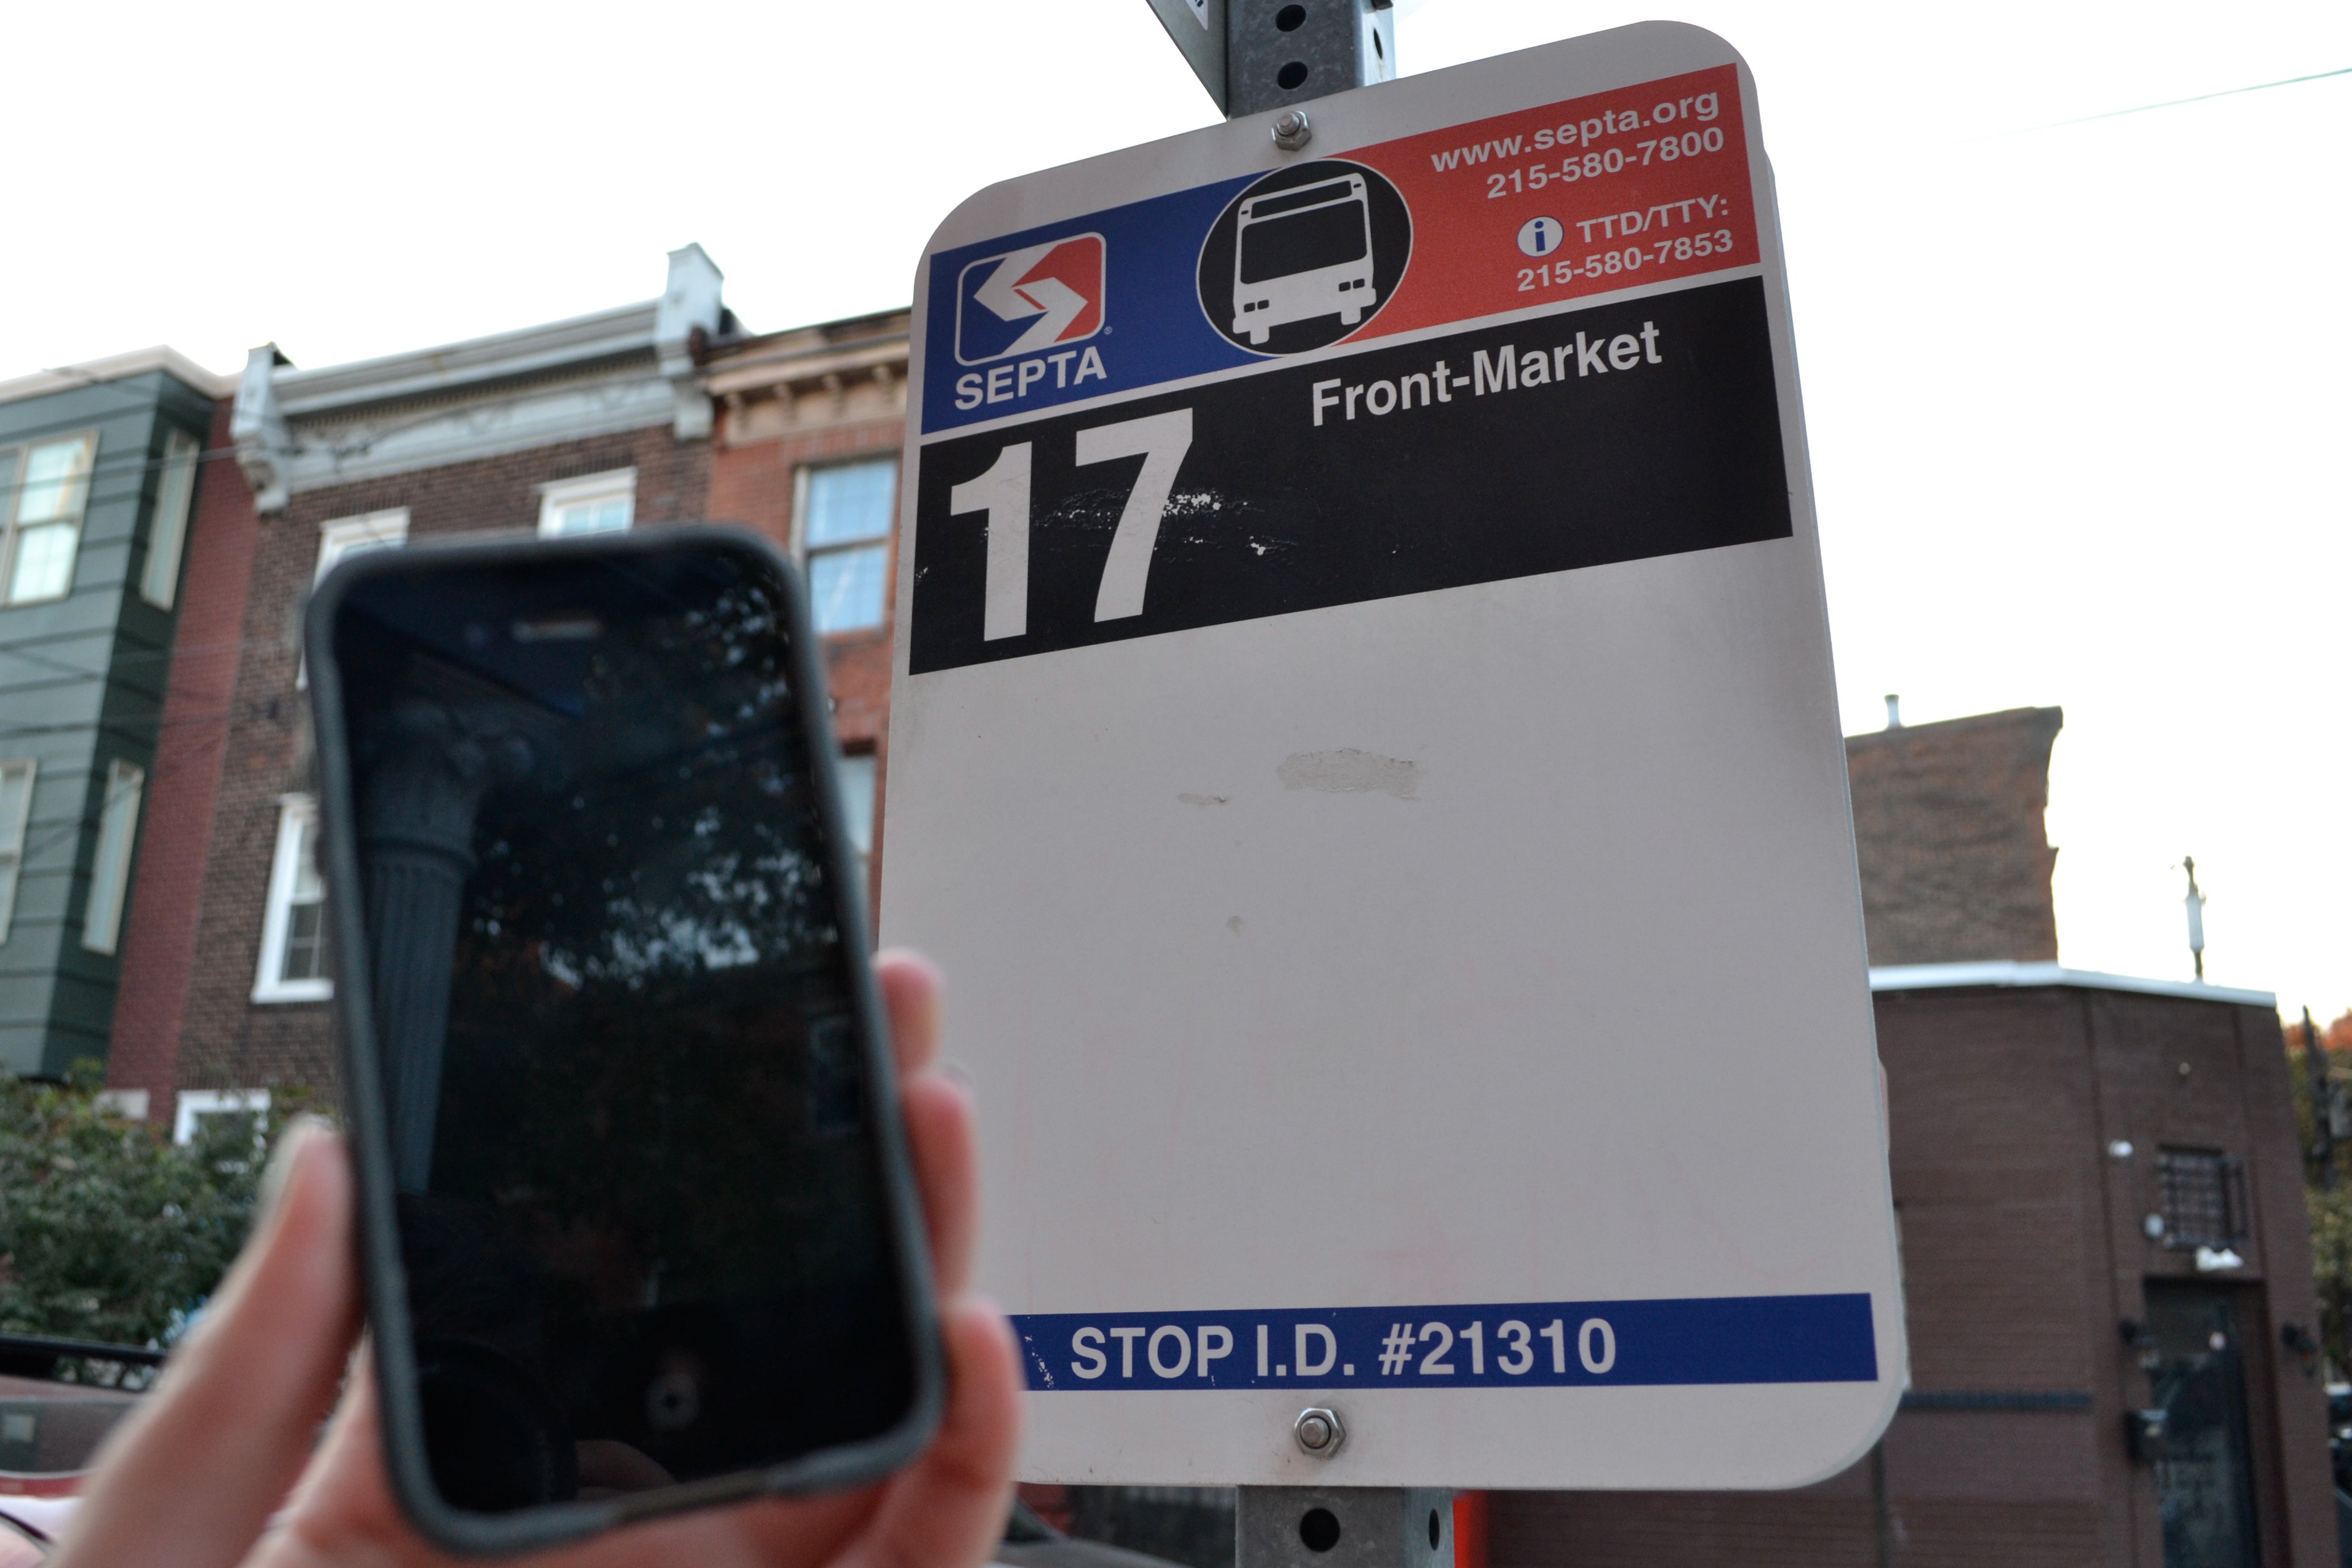 www.septa.org
215-580-7800
i TTD/TTY:
215-580-7853
SEPTA
Front-Market
17
STOP I.D. #21310